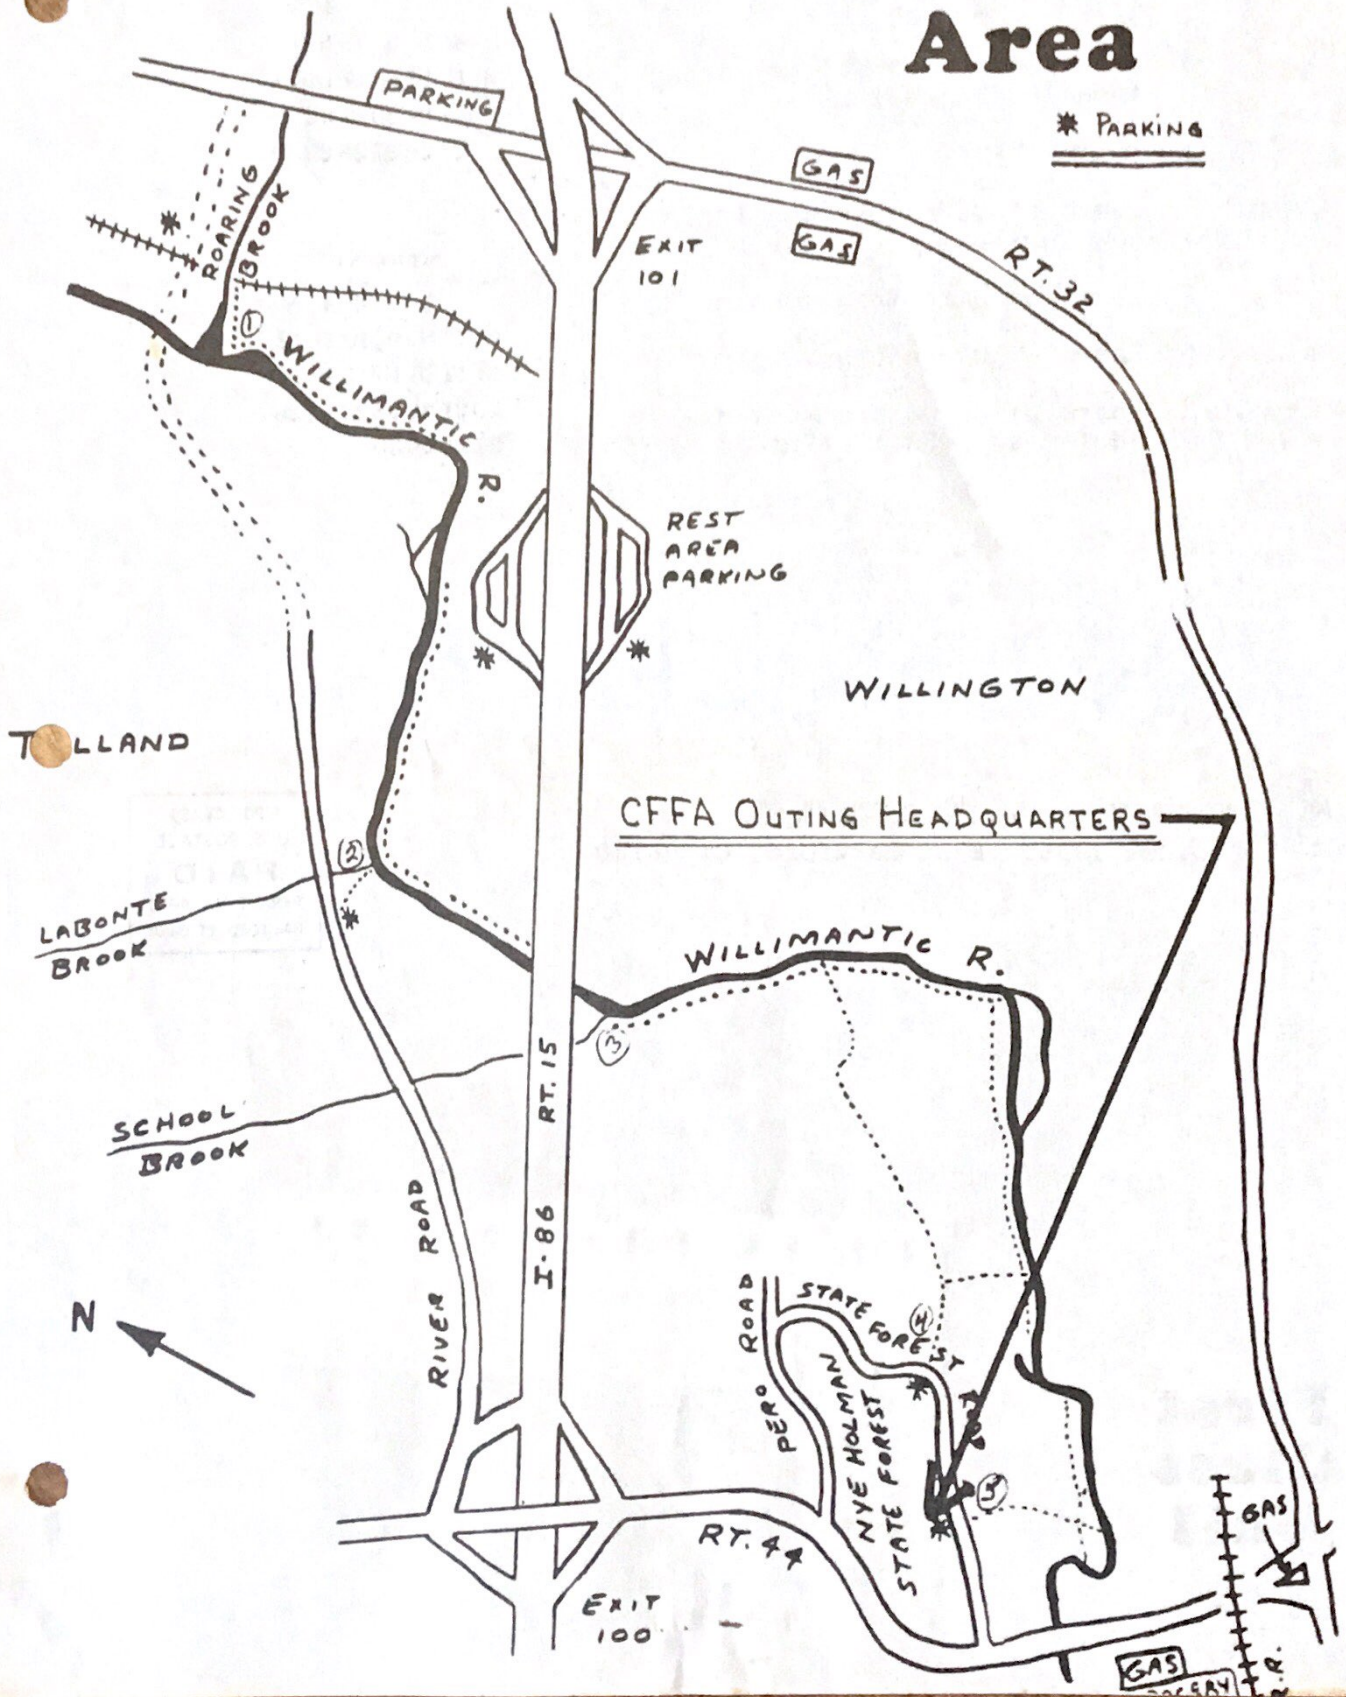 Area
PARKING
* PARKING
GAS
GAS
ROARING
BROOK
EXIT
101
RT. 32
1
WILLIMANTIC
R.
REST
AREA
PARKING
WILLINGTON
T LLAND
CFFA OUTING HEADQUARTERS
2
LABONTE
BROOK
WILLIMANTIC R.
3
RT. 15
SCHOOL
BROOK
I-86
RIVER ROAD
N
STATE FOREST
4
PERO ROAD
NYE HOLMAN
STATE FOREST
5
GAS
RT. 44
EXIT
100
GAS
R.